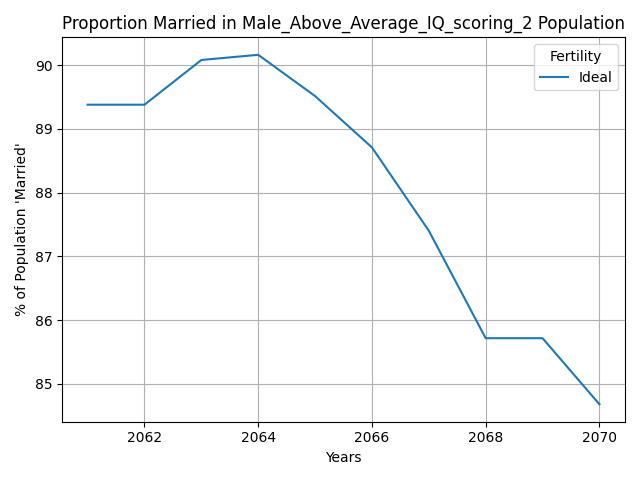 Proportion Married in Male_Above_Average_IQ_scoring_2 Population
Fertility
Ideal
% of Population 'Married'
90
89
88
87
86
85
2062 2064 2066 2068 2070
Years